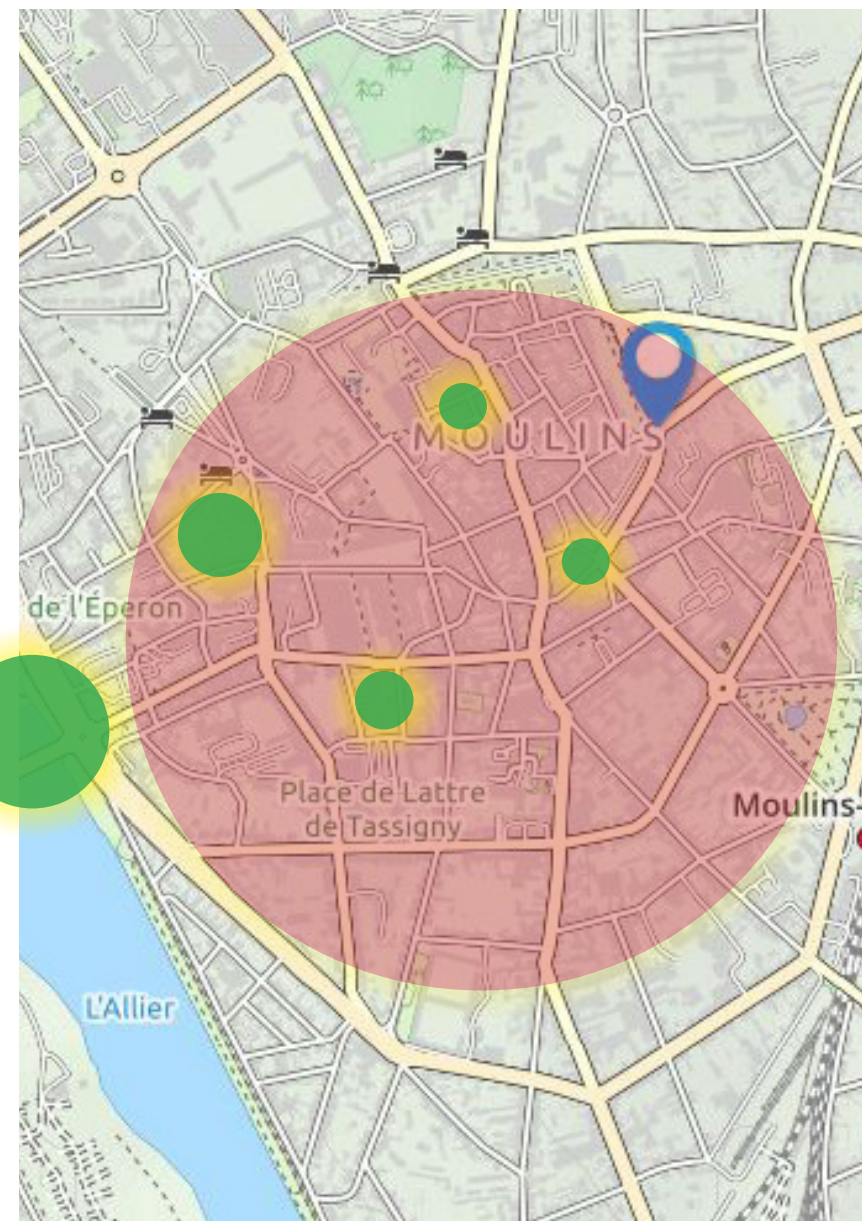 MOULINS
de l'Éperon
Place de Lattre
de Tassigny
Moulins-
L'Allier